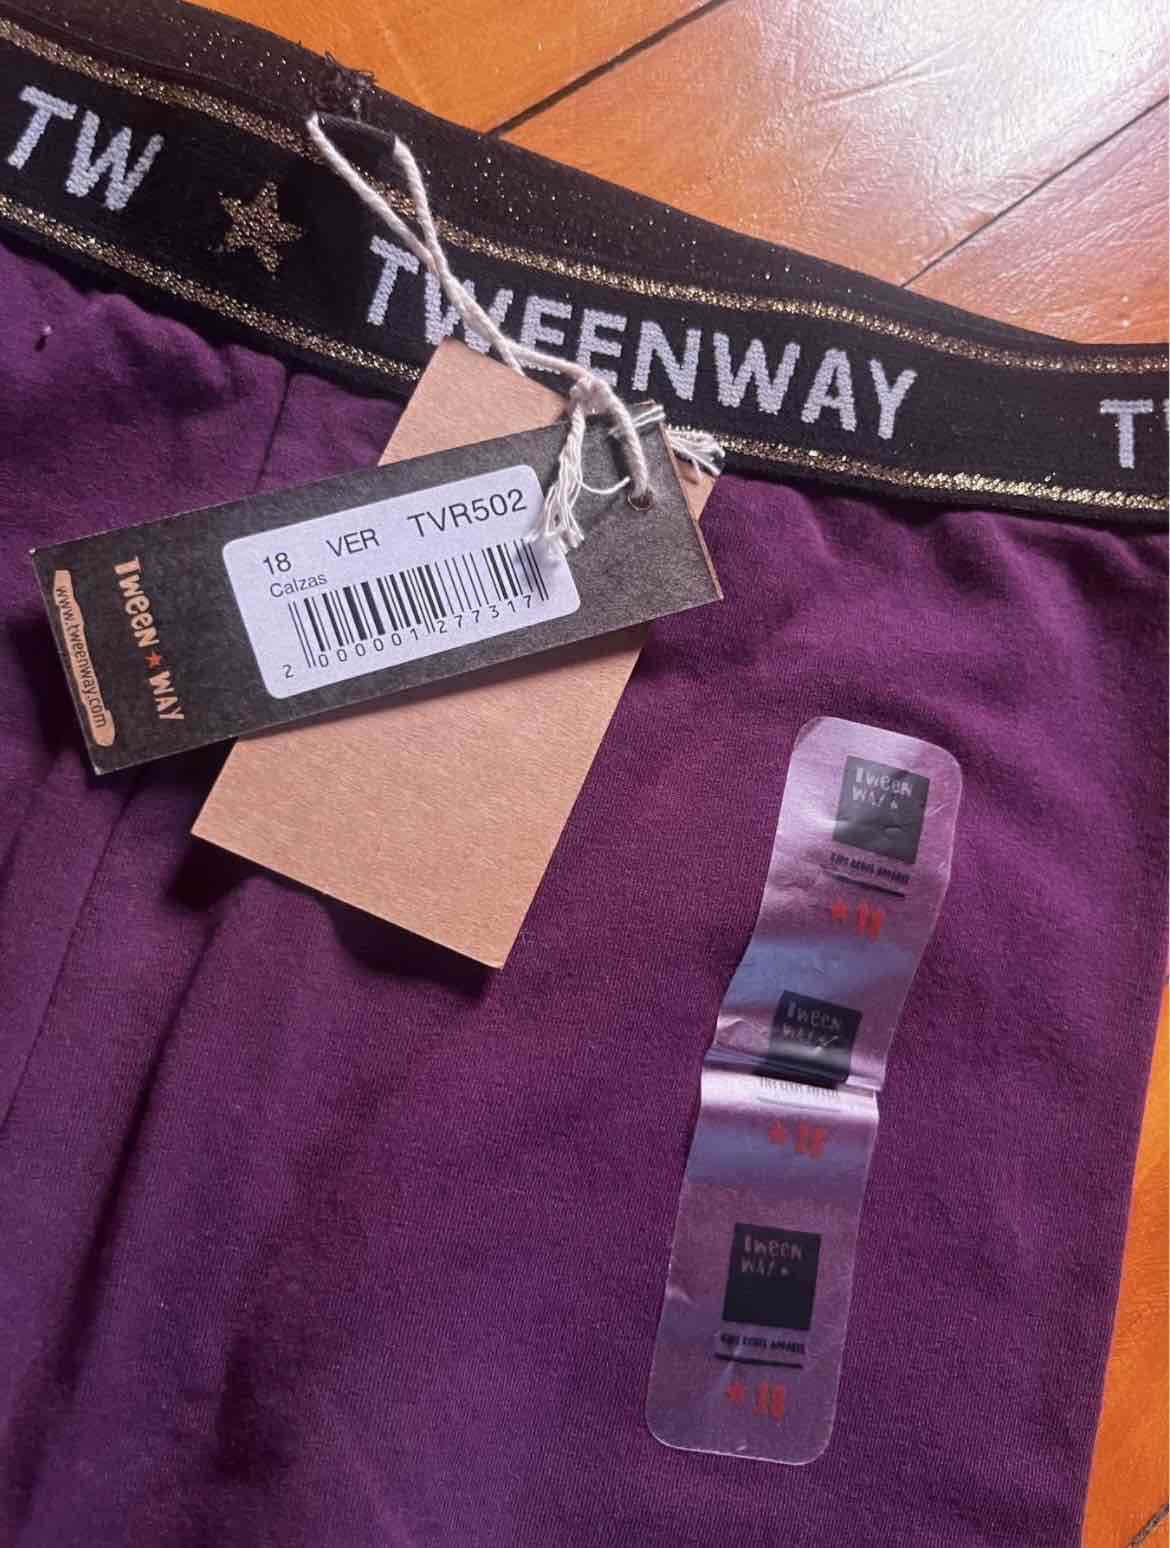 TW ★ TWEENWAY T
18 VER TVR502
Calzas
2 000001 277317
TWEEN★WAY
www.tweenway.com
Tween
WAY★
★18
Tween
WAY★
★18
Tween
WAY★
★18